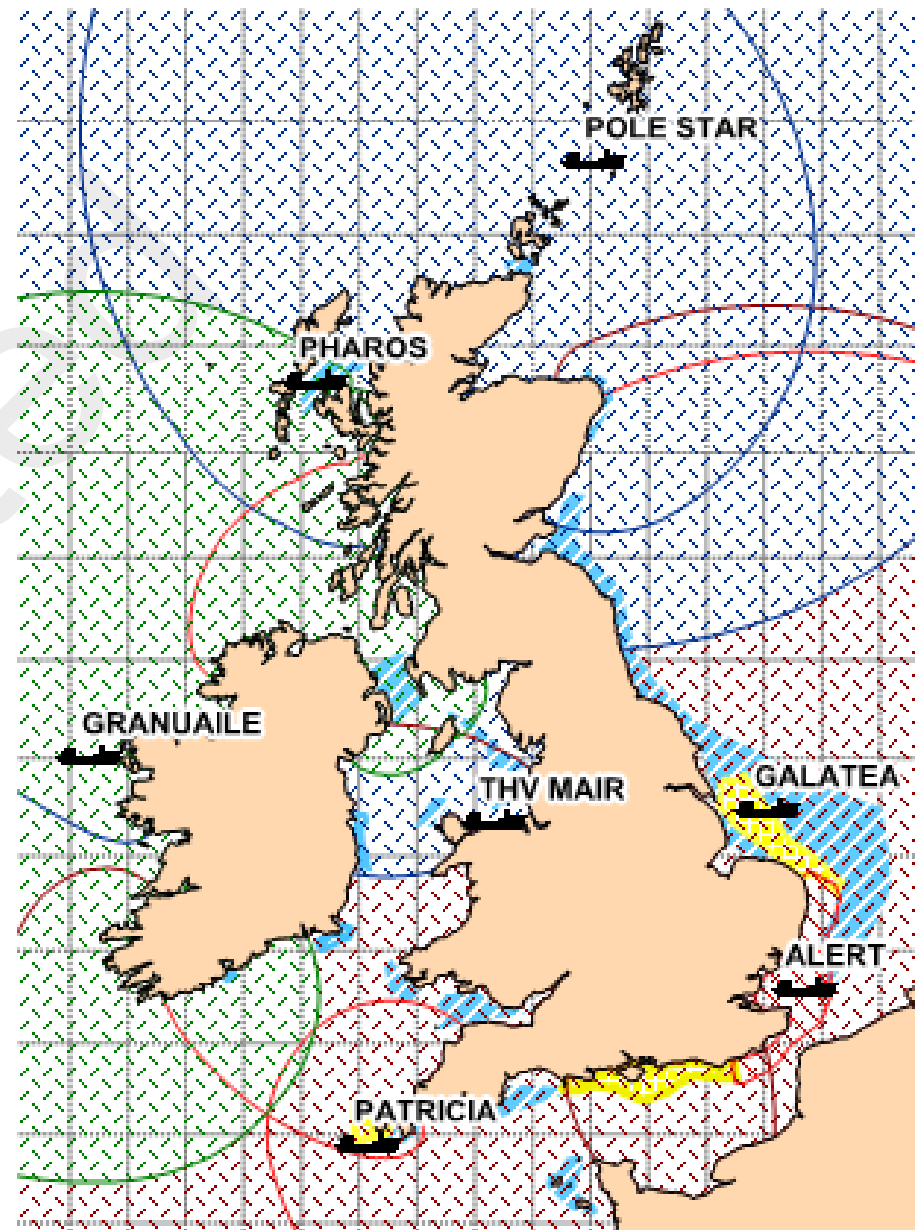 POLE STAR
PHAROS
GRANUAILE
GALATEA
THV MAIR
ALERT
PATRICIA